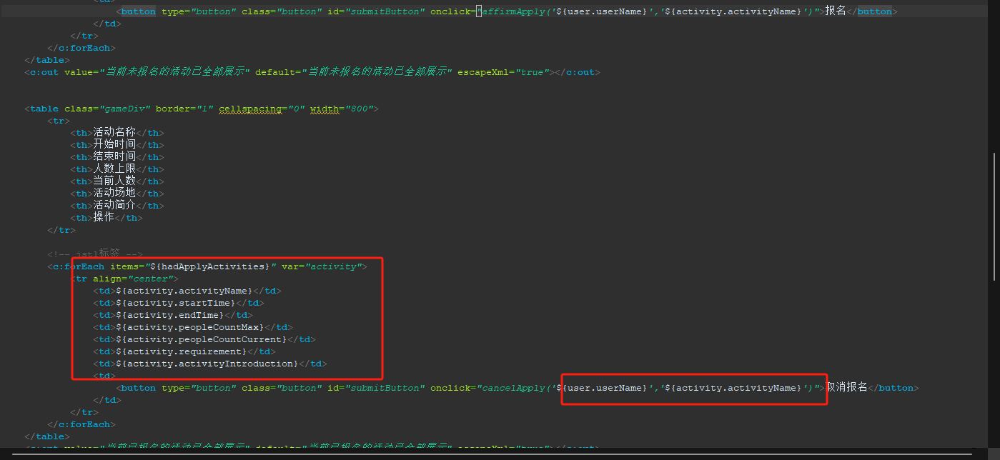 <td>
<button type="button" class="button" id="submitButton" onclick="affirmApply('${user.userName}','${activity.activityName}')">报名</button>
</td>
</tr>
</c:forEach>
</table>
<c:out value="当前未报名的活动已全部展示" default="当前未报名的活动已全部展示" escapeXml="true"></c:out>
<table class="gameDiv" border="1" cellspacing="0" width="800">
<tr>
<th>活动名称</th>
<th>开始时间</th>
<th>结束时间</th>
<th>人数上限</th>
<th>当前人数</th>
<th>活动场地</th>
<th>活动简介</th>
<th>操作</th>
</tr>
<!-- jstl标签 -->
<c:forEach items="${hadApplyActivities}" var="activity">
<tr align="center">
<td>${activity.activityName}</td>
<td>${activity.startTime}</td>
<td>${activity.endTime}</td>
<td>${activity.peopleCountMax}</td>
<td>${activity.peopleCountCurrent}</td>
<td>${activity.requirement}</td>
<td>${activity.activityIntroduction}</td>
<td>
<button type="button" class="button" id="submitButton" onclick="cancelApply('${user.userName}','${activity.activityName}')">取消报名</button>
</td>
</tr>
</c:forEach>
</table>
<c:out value="当前已报名的活动已全部展示" default="当前已报名的活动已全部展示" escapeXml="true"></c:out>